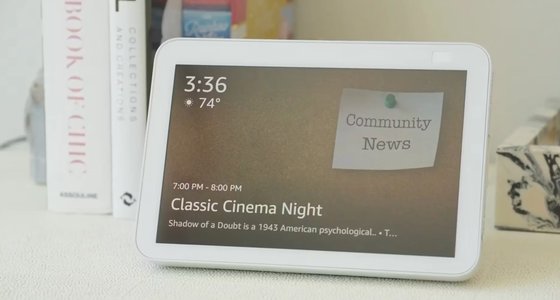 BOOK OF CHIC
ASSOULINE
COLLECTIONS
AND CREATIONS
3:36
74°
Community
News
7:00 PM - 8:00 PM
Classic Cinema Night
Shadow of a Doubt is a 1943 American psychological.. • T...